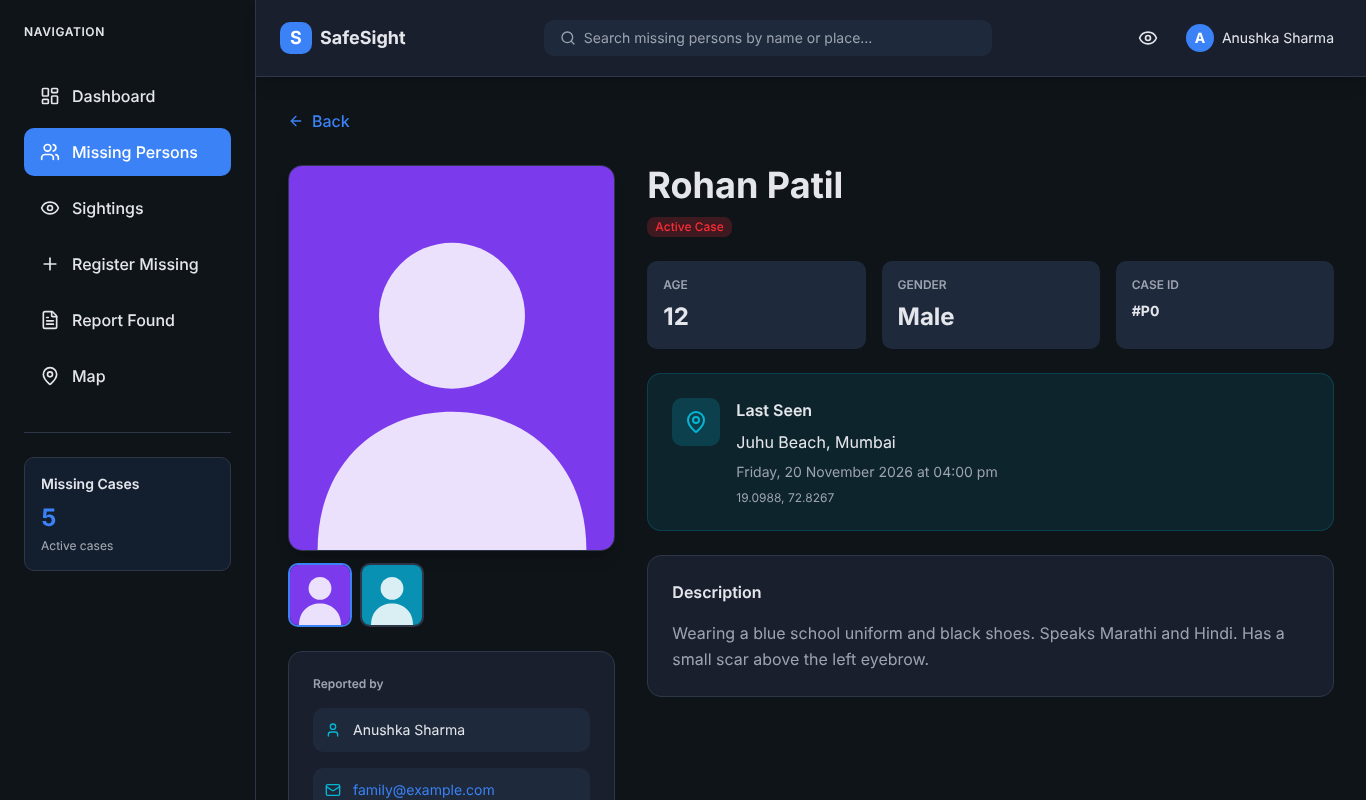 NAVIGATION
Dashboard
Missing Persons
Sightings
Register Missing
Report Found
Map
Missing Cases
5
Active cases
S SafeSight
Search missing persons by name or place...
A Anushka Sharma
Back
Rohan Patil
Active Case
AGE
12
GENDER
Male
CASE ID
#P0
Last Seen
Juhu Beach, Mumbai
Friday, 20 November 2026 at 04:00 pm
19.0988, 72.8267
Description
Wearing a blue school uniform and black shoes. Speaks Marathi and Hindi. Has a
small scar above the left eyebrow.
Reported by
Anushka Sharma
family@example.com